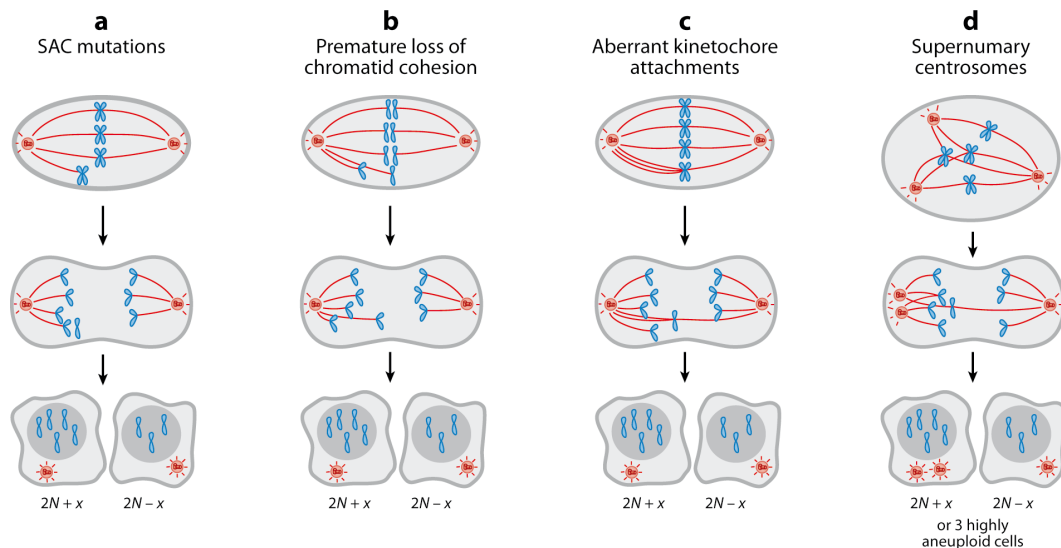 a
SAC mutations
b
Premature loss of
chromatid cohesion
c
Aberrant kinetochore
attachments
d
Supernumary
centrosomes
2N + x
2N – x
2N + x
2N – x
2N + x
2N – x
2N + x
2N – x
or 3 highly
aneuploid cells